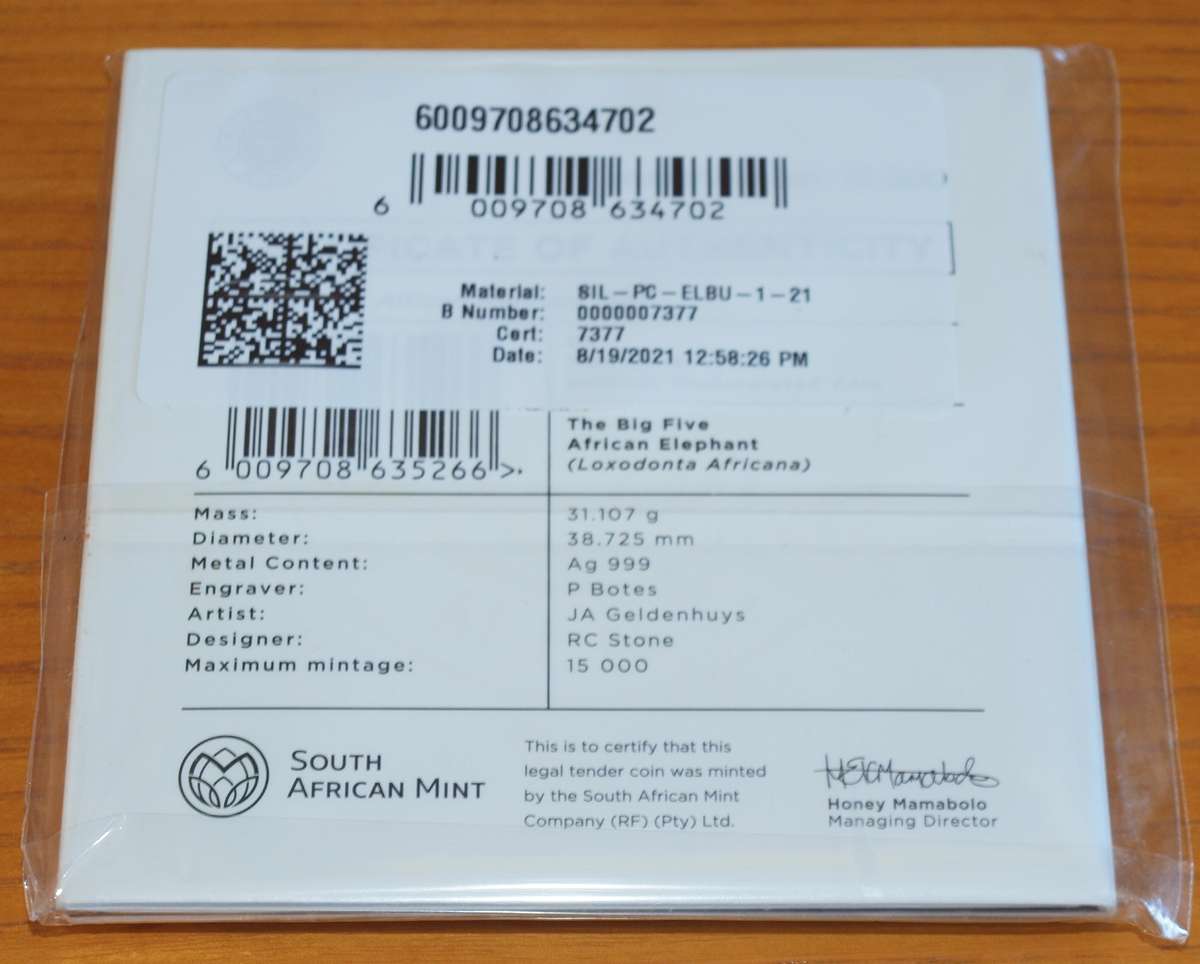 6009708634702
6 009708 634702
CERTIFICATE OF AUTHENTICITY
Material: SIL-PC-ELBU-1-21
B Number: 0000007377
Cert: 7377
Date: 8/19/2021 12:58:26 PM
6 009708 635266 >
The Big Five
African Elephant
(Loxodonta Africana)
Mass: 31.107 g
Diameter: 38.725 mm
Metal Content: Ag 999
Engraver: P Botes
Artist: JA Geldenhuys
Designer: RC Stone
Maximum mintage: 15 000
SOUTH
AFRICAN MINT
This is to certify that this
legal tender coin was minted
by the South African Mint
Company (RF) (Pty) Ltd.
Honey Mamabolo
Managing Director